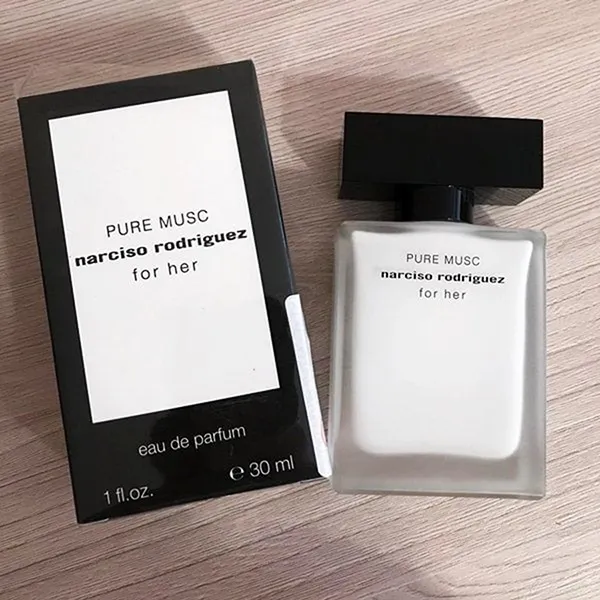 PURE MUSC
narciso rodriguez
for her
eau de parfum
1 fl.oz. ℮ 30 ml
PURE MUSC
narciso rodriguez
for her